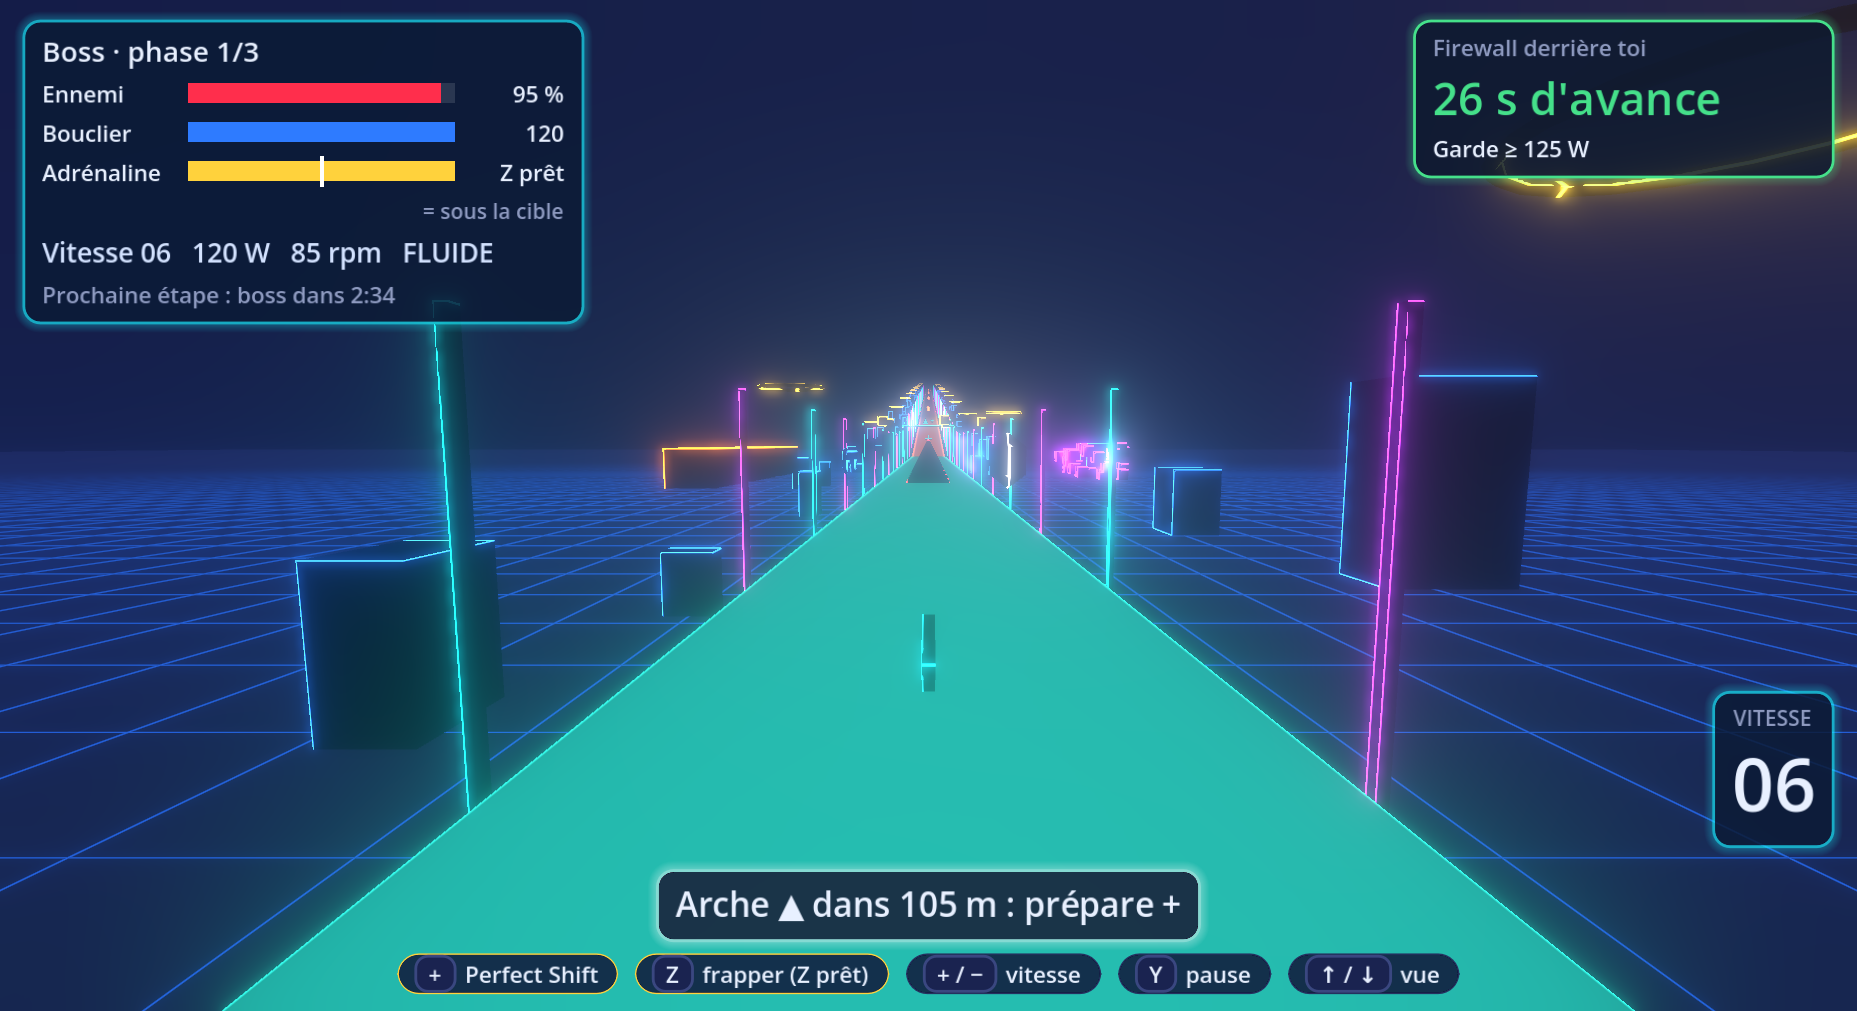 Boss · phase 1/3
Ennemi 95 %
Bouclier 120
Adrénaline Z prêt
= sous la cible
Vitesse 06 120 W 85 rpm FLUIDE
Prochaine étape : boss dans 2:34
Firewall derrière toi
26 s d'avance
Garde ≥ 125 W
VITESSE
06
Arche ▲ dans 105 m : prépare +
+ Perfect Shift Z frapper (Z prêt) + / − vitesse Y pause ↑ / ↓ vue